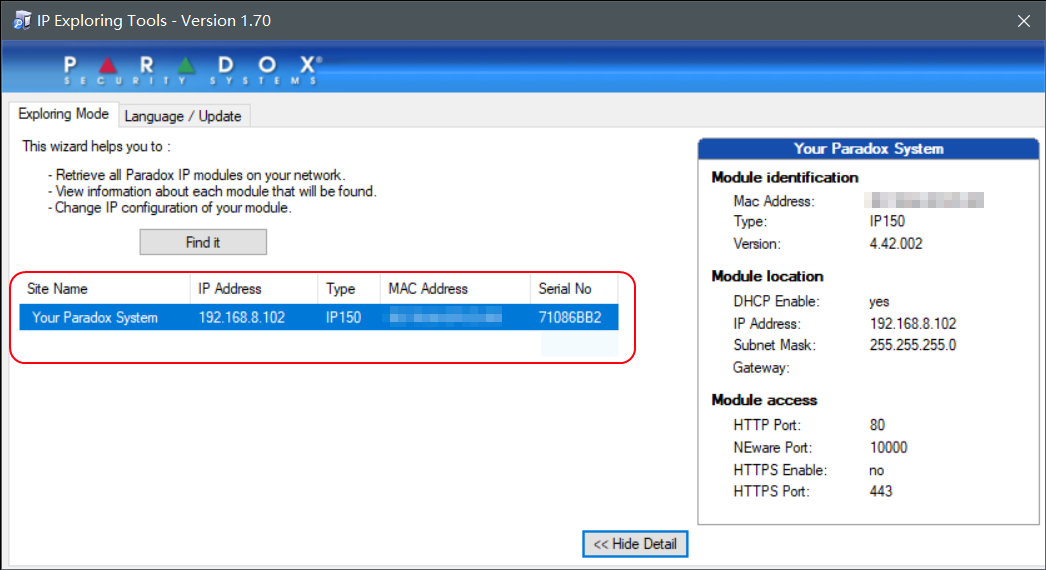 IP Exploring Tools - Version 1.70
PARADOX®
SECURITY SYSTEMS
Exploring Mode
Language / Update
This wizard helps you to :
- Retrieve all Paradox IP modules on your network.
- View information about each module that will be found.
- Change IP configuration of your module.
Find it
Site Name IP Address Type MAC Address Serial No
Your Paradox System 192.168.8.102 IP150 71086BB2
<< Hide Detail
Your Paradox System
Module identification
Mac Address:
Type: IP150
Version: 4.42.002
Module location
DHCP Enable: yes
IP Address: 192.168.8.102
Subnet Mask: 255.255.255.0
Gateway:
Module access
HTTP Port: 80
NEware Port: 10000
HTTPS Enable: no
HTTPS Port: 443